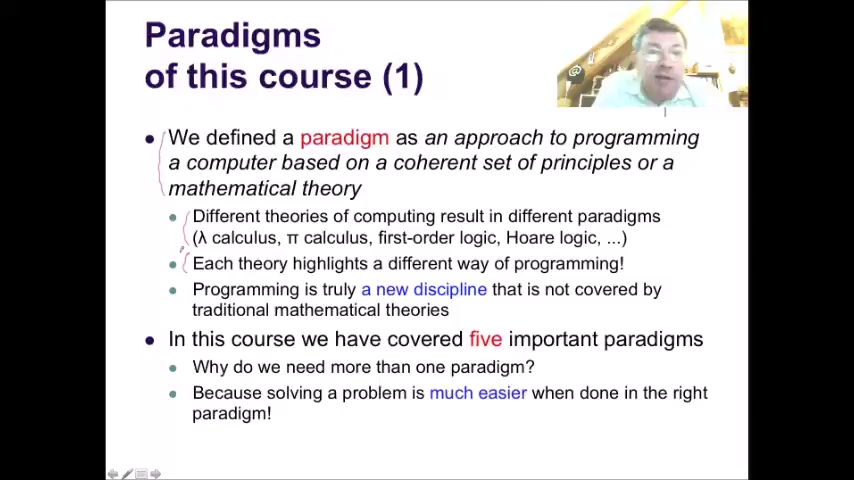 Paradigms
of this course (1)
We defined a paradigm as an approach to programming
a computer based on a coherent set of principles or a
mathematical theory
Different theories of computing result in different paradigms
(λ calculus, π calculus, first-order logic, Hoare logic, ...)
Each theory highlights a different way of programming!
Programming is truly a new discipline that is not covered by
traditional mathematical theories
In this course we have covered five important paradigms
Why do we need more than one paradigm?
Because solving a problem is much easier when done in the right
paradigm!